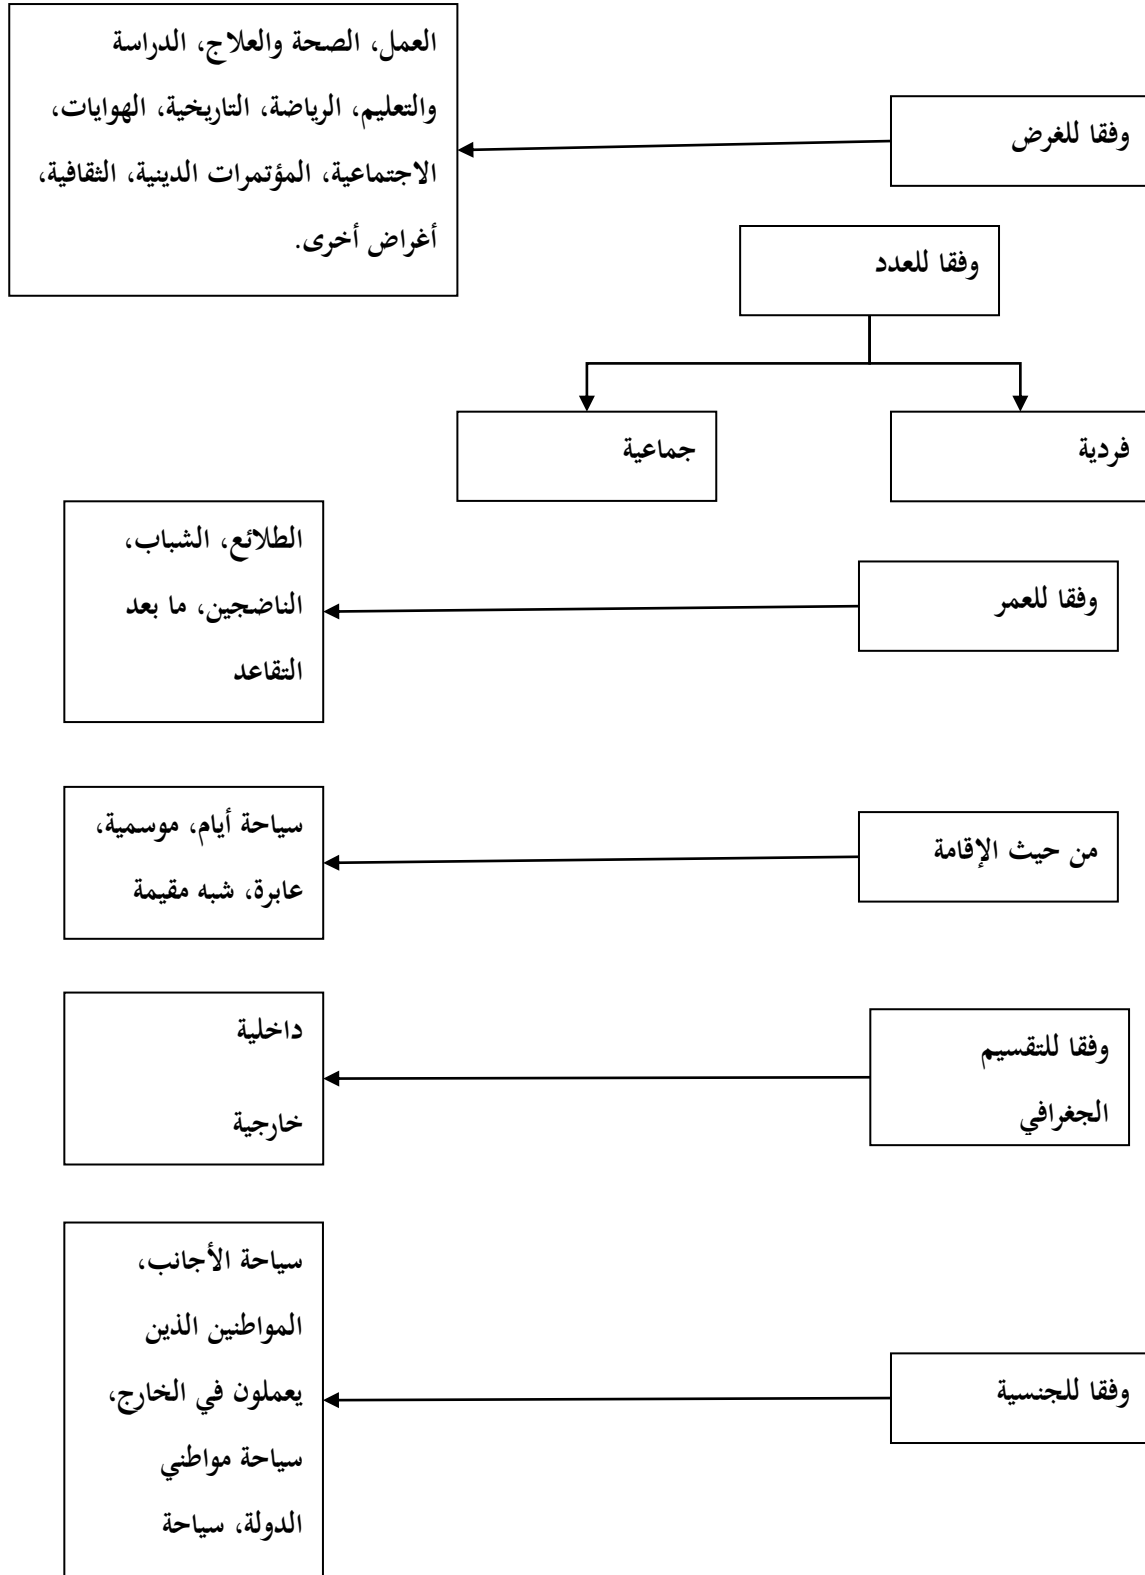 وفقا للغرض
العمل، الصحة والعلاج، الدراسة
والتعليم، الرياضة، التاريخية، الهوايات،
الاجتماعية، المؤتمرات الدينية، الثقافية،
أغراض أخرى.
وفقا للعدد
فردية
جماعية
وفقا للعمر
الطلائع، الشباب،
الناضجين، ما بعد
التقاعد
من حيث الإقامة
سياحة أيام، موسمية،
عابرة، شبه مقيمة
وفقا للتقسيم
الجغرافي
داخلية
خارجية
وفقا للجنسية
سياحة الأجانب،
المواطنين الذين
يعملون في الخارج،
سياحة مواطني
الدولة، سياحة